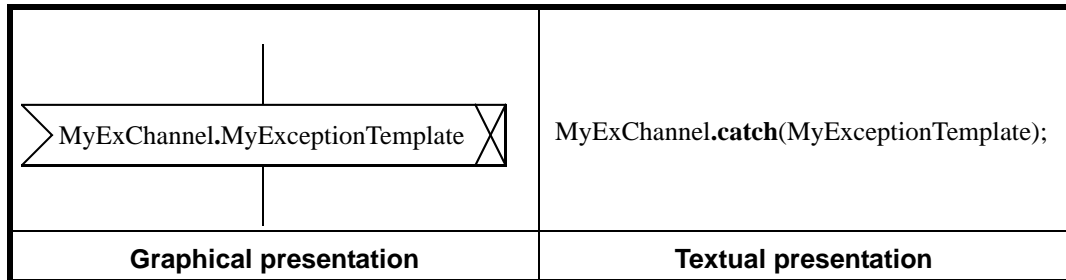 MyExChannel.MyExceptionTemplate
MyExChannel.catch(MyExceptionTemplate);
Graphical presentation
Textual presentation